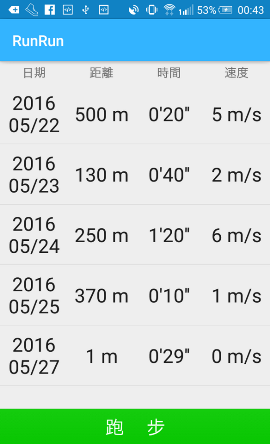 53% 00:43
RunRun
日期 距離 時間 速度
2016
05/22 500 m 0'20" 5 m/s
2016
05/23 130 m 0'40" 2 m/s
2016
05/24 250 m 1'20" 6 m/s
2016
05/25 370 m 0'10" 1 m/s
2016
05/27 1 m 0'29" 0 m/s
跑 步